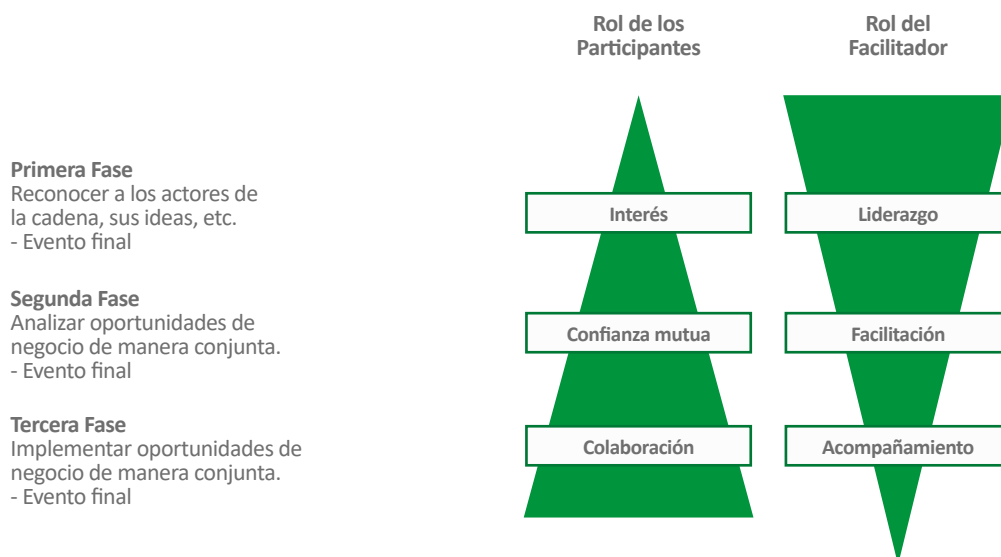 Rol de los
Participantes
Rol del
Facilitador
Primera Fase
Reconocer a los actores de
la cadena, sus ideas, etc.
- Evento final
Interés
Liderazgo
Segunda Fase
Analizar oportunidades de
negocio de manera conjunta.
- Evento final
Confianza mutua
Facilitación
Tercera Fase
Implementar oportunidades de
negocio de manera conjunta.
- Evento final
Colaboración
Acompañamiento